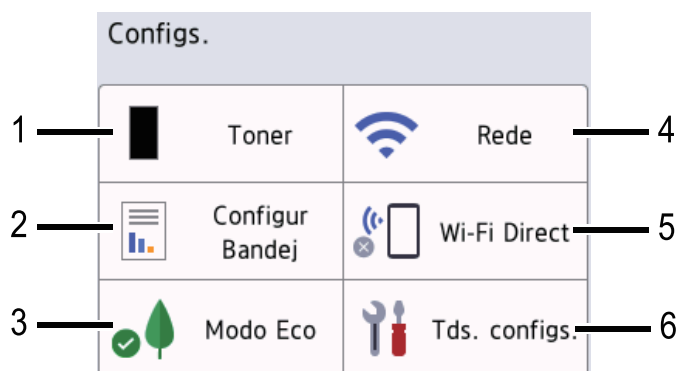 Configs.
1 Toner Rede 4
2 Configur
Bandej Wi-Fi Direct 5
3 Modo Eco Tds. configs. 6